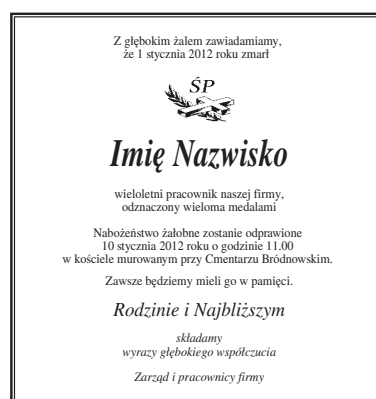 Z głębokim żalem zawiadamiamy,
że 1 stycznia 2012 roku zmarł
ŚP
Imię Nazwisko
wieloletni pracownik naszej firmy,
odznaczony wieloma medalami
Nabożeństwo żałobne zostanie odprawione
10 stycznia 2012 roku o godzinie 11.00
w kościele murowanym przy Cmentarzu Bródnowskim.
Zawsze będziemy mieli go w pamięci.
Rodzinie i Najbliższym
składamy
wyrazy głębokiego współczucia
Zarząd i pracownicy firmy